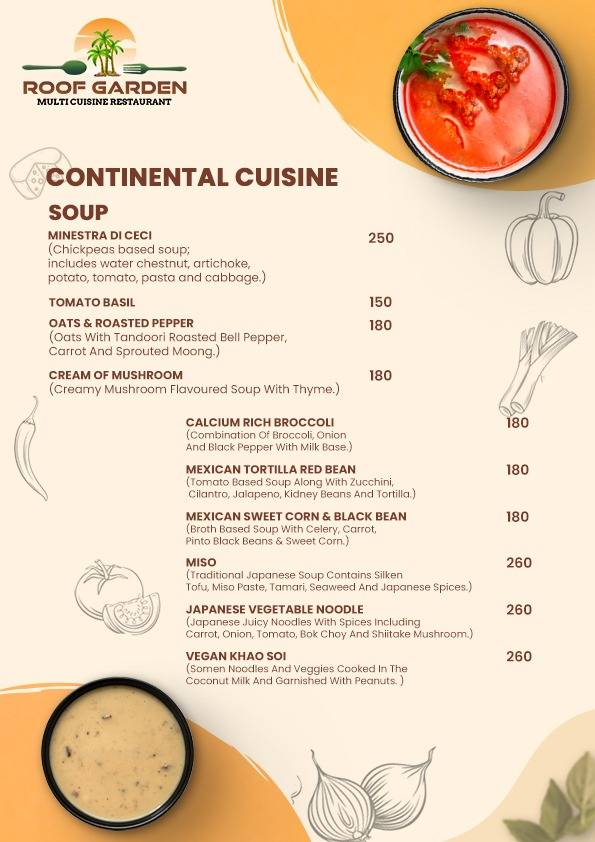 ROOF GARDEN
MULTI CUISINE RESTAURANT
CONTINENTAL CUISINE
SOUP
MINESTRA DI CECI 250
(Chickpeas based soup;
includes water chestnut, artichoke,
potato, tomato, pasta and cabbage.)
TOMATO BASIL 150
OATS & ROASTED PEPPER 180
(Oats With Tandoori Roasted Bell Pepper,
Carrot And Sprouted Moong.)
CREAM OF MUSHROOM 180
(Creamy Mushroom Flavoured Soup With Thyme.)
CALCIUM RICH BROCCOLI 180
(Combination Of Broccoli, Onion
And Black Pepper With Milk Base.)
MEXICAN TORTILLA RED BEAN 180
(Tomato Based Soup Along With Zucchini,
Cilantro, Jalapeno, Kidney Beans And Tortilla.)
MEXICAN SWEET CORN & BLACK BEAN 180
(Broth Based Soup With Celery, Carrot,
Pinto Black Beans & Sweet Corn.)
MISO 260
(Traditional Japanese Soup Contains Silken
Tofu, Miso Paste, Tamari, Seaweed And Japanese Spices.)
JAPANESE VEGETABLE NOODLE 260
(Japanese Juicy Noodles With Spices Including
Carrot, Onion, Tomato, Bok Choy And Shiitake Mushroom.)
VEGAN KHAO SOI 260
(Somen Noodles And Veggies Cooked In The
Coconut Milk And Garnished With Peanuts. )